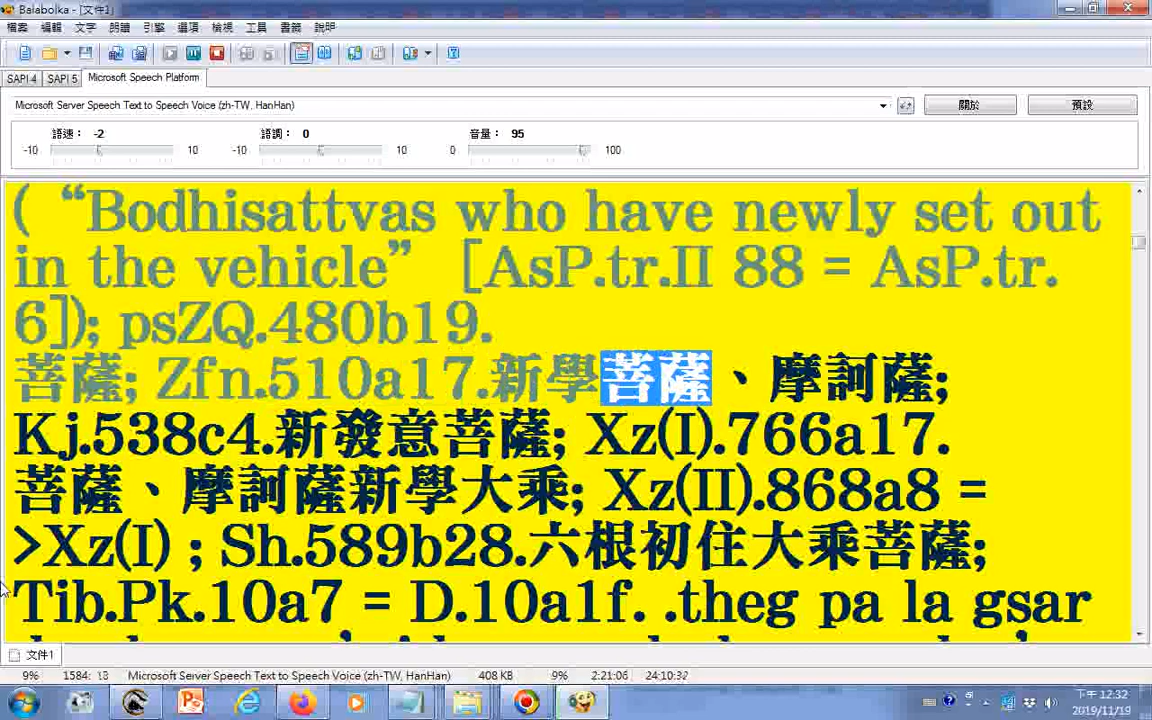 Balabolka - [文件1]
檔案 編輯 文字 朗讀 引擎 選項 檢視 工具 書籤 說明
SAPI 4 SAPI 5 Microsoft Speech Platform
Microsoft Server Speech Text to Speech Voice (zh-TW, HanHan) 關於 預設
語速： -2 語調： 0 音量： 95
-10 10 -10 10 0 100
(“Bodhisattvas who have newly set out
in the vehicle” [AsP.tr.II 88 = AsP.tr.
6]); psZQ.480b19.
菩薩; Zfn.510a17.新學菩薩、摩訶薩;
Kj.538c4.新發意菩薩; Xz(I).766a17.
菩薩、摩訶薩新學大乘; Xz(II).868a8 =
>Xz(I) ; Sh.589b28.六根初住大乘菩薩;
Tib.Pk.10a7 = D.10a1f. .theg pa la gsar
文件1
9% 1584: 13 Microsoft Server Speech Text to Speech Voice (zh-TW, HanHan) 408 KB 9% 2:21:06 24:10:32
下午 12:32
2019/11/19